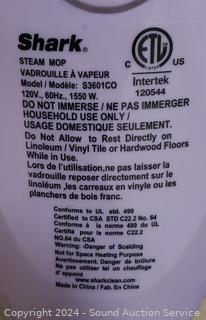 Shark®
STEAM MOP
VADROUILLE À VAPEUR
Model / Modèle: S3601CO
120V., 60Hz., 1550 W.
ETL
C US
Intertek
120544
DO NOT IMMERSE / NE PAS IMMERGER
HOUSEHOLD USE ONLY /
USAGE DOMESTIQUE SEULEMENT.
Do Not Allow to Rest Directly on
Linoleum / Vinyl Tile or Hardwood Floors
While in Use.
Lors de l'utilisation,ne pas laisser la
vadrouille reposer directement sur le
linoléum ,les carreaux en vinyle ou les
planchers de bois franc.
Conforms to UL std. 499
Certified to CSA STD C22.2 No. 64
Conforme à la norme 499 du UL
Certifié pour la norme C22.2
NO.64 du CSA
Warning: -Danger of Scalding
Not for Space Heating Purpose
Avertissement: Danger de brûlure
Ne pas utiliser tel un chauffage
d' appoint
www.sharkclean.com
Made in China / Fab. En Chine
Copyright © 2024 - Sound Auction Service